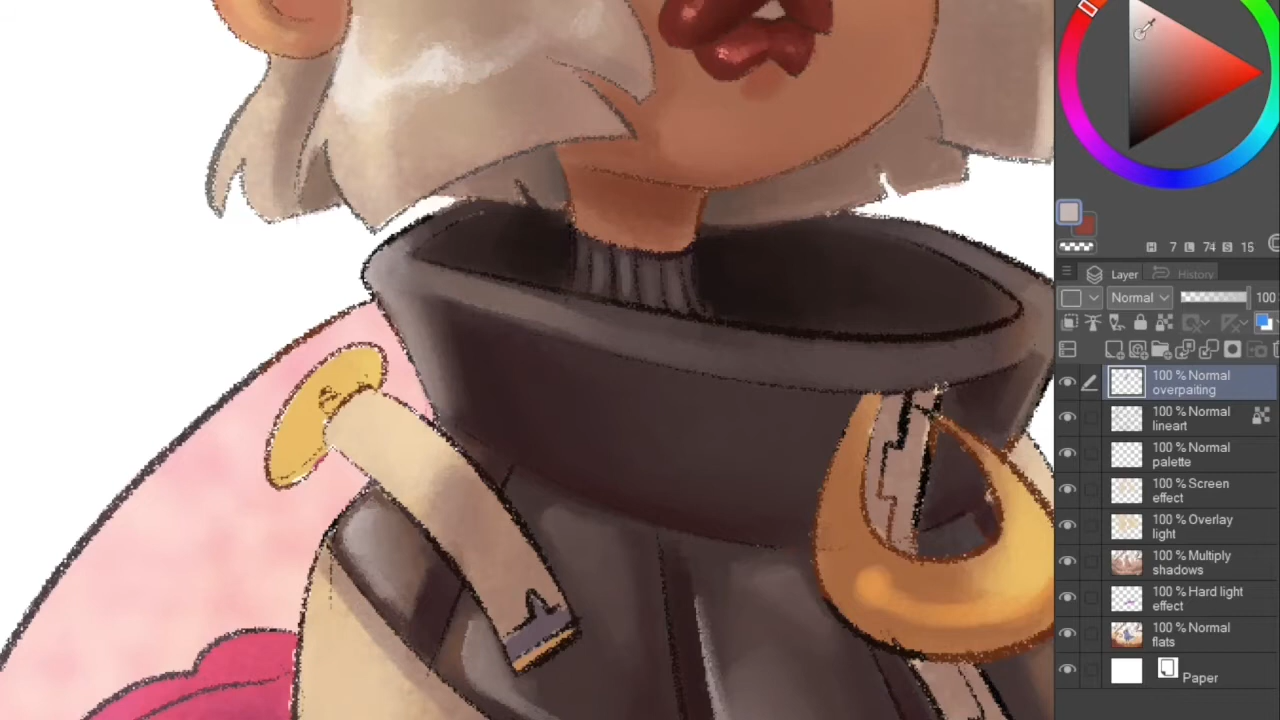 H 7 L 74 S 15
Layer History
Normal 100
100 % Normal
overpaiting
100 % Normal
lineart
100 % Normal
palette
100 % Screen
effect
100 % Overlay
light
100 % Multiply
shadows
100 % Hard light
effect
100 % Normal
flats
Paper